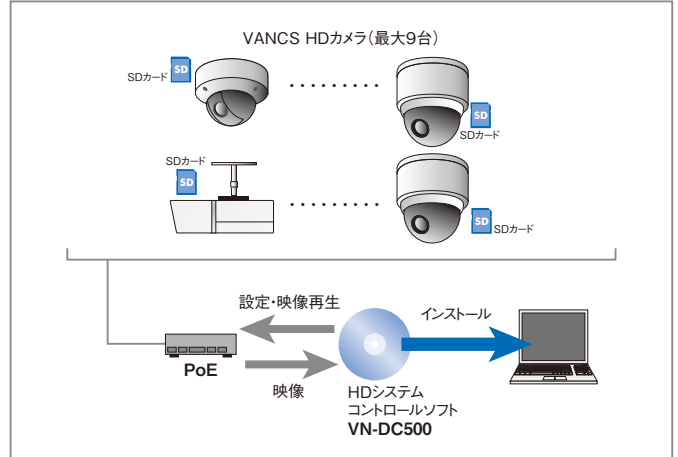 VANCS HDカメラ(最大9台)
SDカード
SD
SD
SDカード
SDカード
SD
SD
SDカード
設定・映像再生
インストール
PoE
映像
HDシステム
コントロールソフト
VN-DC500